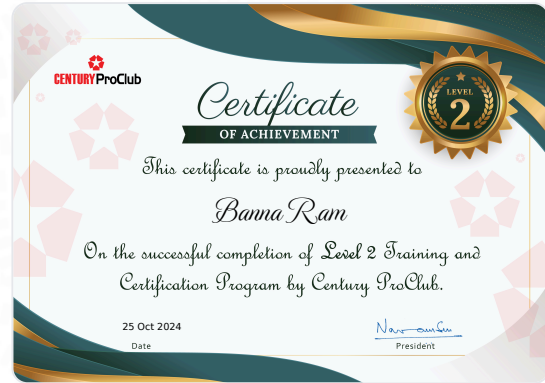 CENTURY ProClub
Certificate
OF ACHIEVEMENT
LEVEL
2
This certificate is proudly presented to
Banna Ram
On the successful completion of Level 2 Training and
Certification Program by Century ProClub.
25 Oct 2024
Date
President